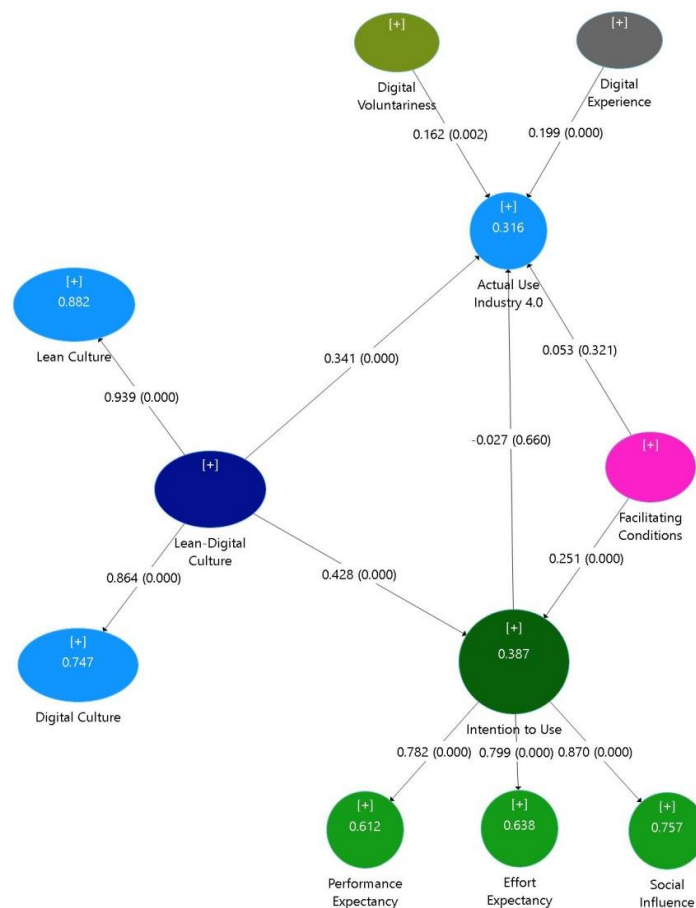 [+]
[+]
Digital
Voluntariness
Digital
Experience
0.162 (0.002)
0.199 (0.000)
[+]
0.316
Actual Use
Industry 4.0
[+]
0.882
Lean Culture
0.341 (0.000)
0.053 (0.321)
0.939 (0.000)
-0.027 (0.660)
[+]
Lean-Digital
Culture
[+]
Facilitating
Conditions
0.864 (0.000)
0.428 (0.000)
0.251 (0.000)
[+]
0.747
Digital Culture
[+]
0.387
Intention to Use
0.782 (0.000)
0.799 (0.000)
0.870 (0.000)
[+]
0.612
Performance
Expectancy
[+]
0.638
Effort
Expectancy
[+]
0.757
Social
Influence